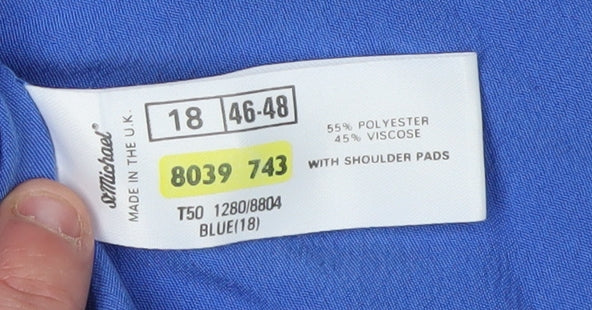 St Michael®
MADE IN THE U.K.
18 46-48
8039 743
T50 1280/8804
BLUE(18)
55% POLYESTER
45% VISCOSE
WITH SHOULDER PADS